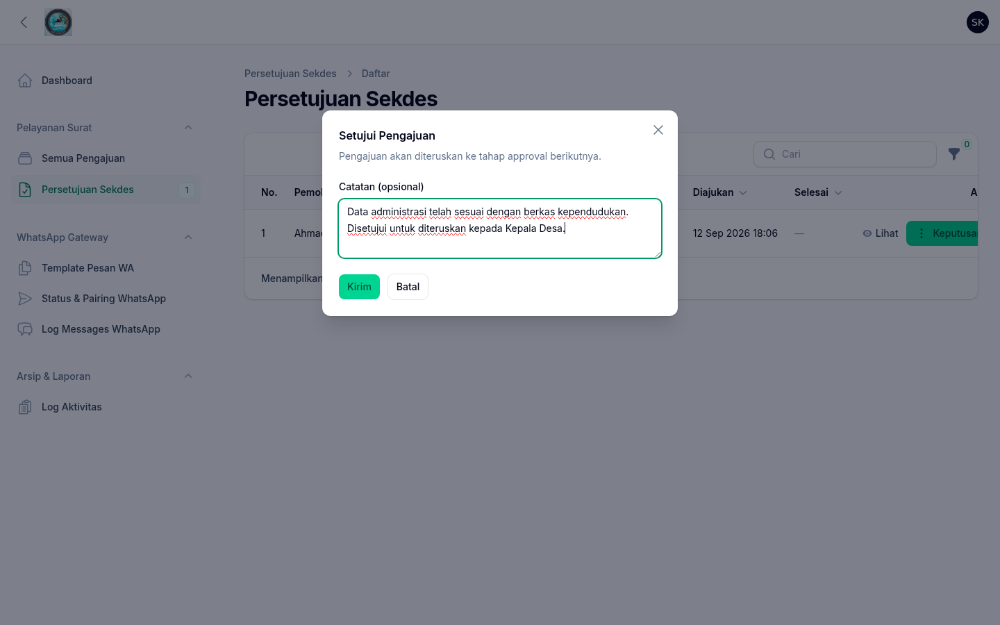 SK
Dashboard
Pelayanan Surat
Semua Pengajuan
Persetujuan Sekdes 1
WhatsApp Gateway
Template Pesan WA
Status & Pairing WhatsApp
Log Messages WhatsApp
Arsip & Laporan
Log Aktivitas
Persetujuan Sekdes > Daftar
Persetujuan Sekdes
Cari 0
No. Diajukan Selesai
1 12 Sep 2026 18:06 — Lihat
Menampilkan
Setujui Pengajuan
Pengajuan akan diteruskan ke tahap approval berikutnya.
Catatan (opsional)
Data administrasi telah sesuai dengan berkas kependudukan.
Disetujui untuk diteruskan kepada Kepala Desa.
Kirim Batal